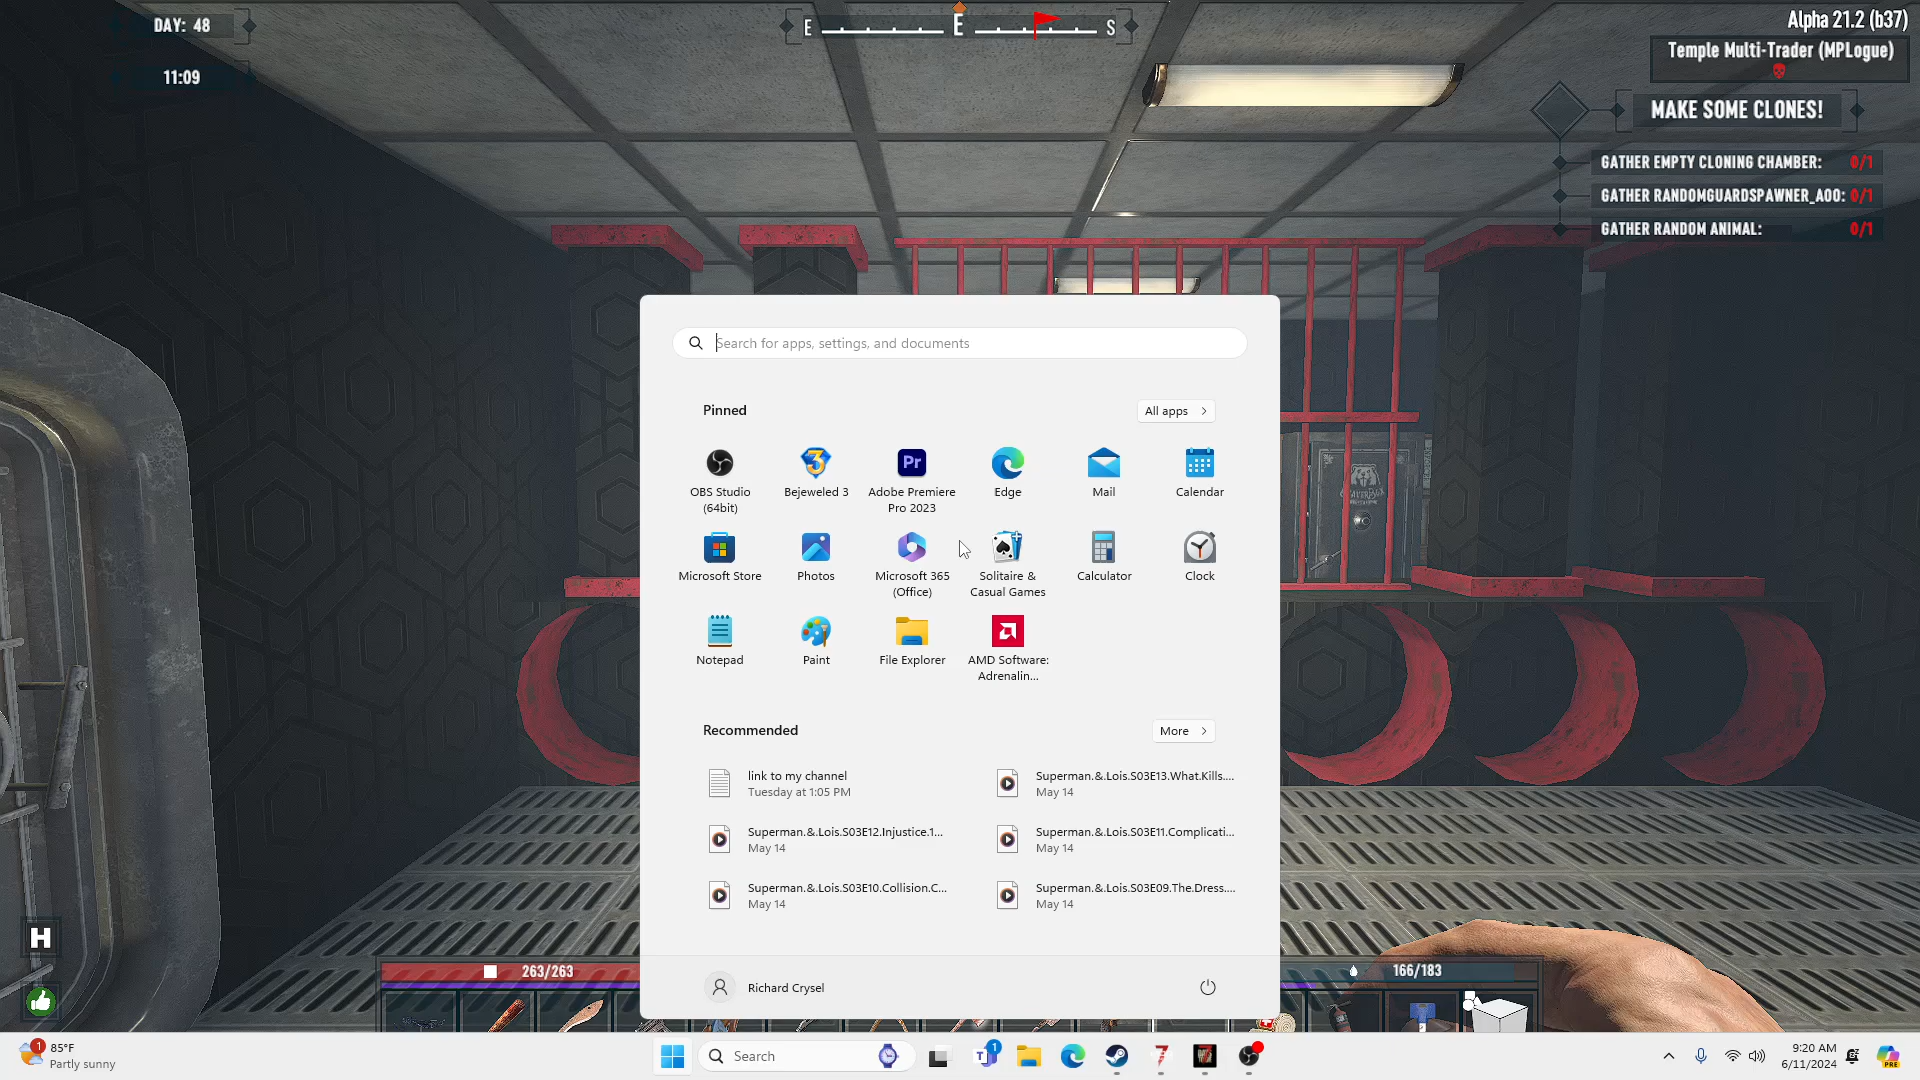 DAY: 48
11:09
E
E
S
Alpha 21.2 (b37)
Temple Multi-Trader (MPLogue)
MAKE SOME CLONES!
GATHER EMPTY CLONING CHAMBER: 0/1
GATHER RANDOMGUARDSPAWNER_A00: 0/1
GATHER RANDOM ANIMAL: 0/1
Search for apps, settings, and documents
Pinned
All apps
OBS Studio
(64bit)
Bejeweled 3
Pr
Adobe Premiere
Pro 2023
Edge
Mail
Calendar
Microsoft Store
Photos
Microsoft 365
(Office)
Solitaire &
Casual Games
Calculator
Clock
Notepad
Paint
File Explorer
AMD Software:
Adrenalin...
Recommended
More
link to my channel
Tuesday at 1:05 PM
Superman.&.Lois.S03E13.What.Kills....
May 14
Superman.&.Lois.S03E12.Injustice.1...
May 14
Superman.&.Lois.S03E11.Complicati...
May 14
Superman.&.Lois.S03E10.Collision.C...
May 14
Superman.&.Lois.S03E09.The.Dress....
May 14
H
263/263
166/183
Richard Crysel
1
85°F
Partly sunny
Search
1
7
9:20 AM
6/11/2024
PRE